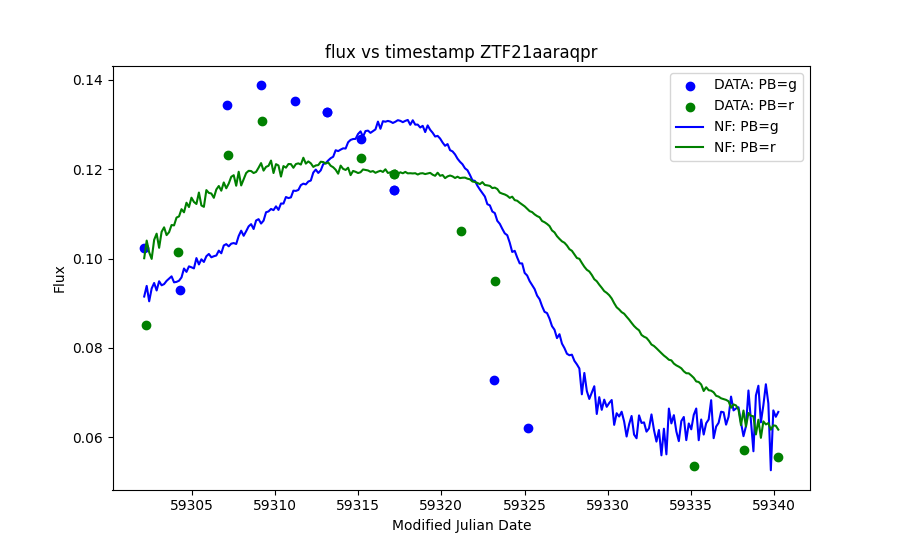 flux vs timestamp ZTF21aaraqpr
DATA: PB=g
DATA: PB=r
NF: PB=g
NF: PB=r
0.14
0.12
0.10
0.08
0.06
Flux
59305 59310 59315 59320 59325 59330 59335 59340
Modified Julian Date